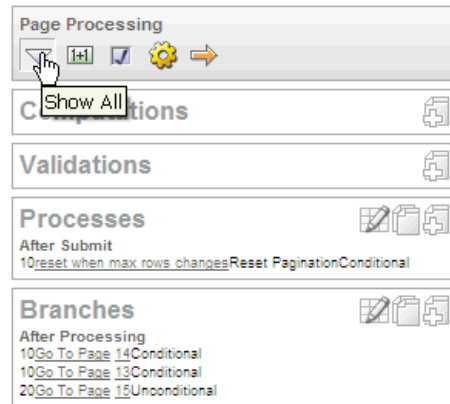 Page Processing
1+1
Show All
C tions
Validations
Processes
After Submit
10reset when max rows changesReset PaginationConditional
Branches
After Processing
10Go To Page 14Conditional
10Go To Page 13Conditional
20Go To Page 15Unconditional